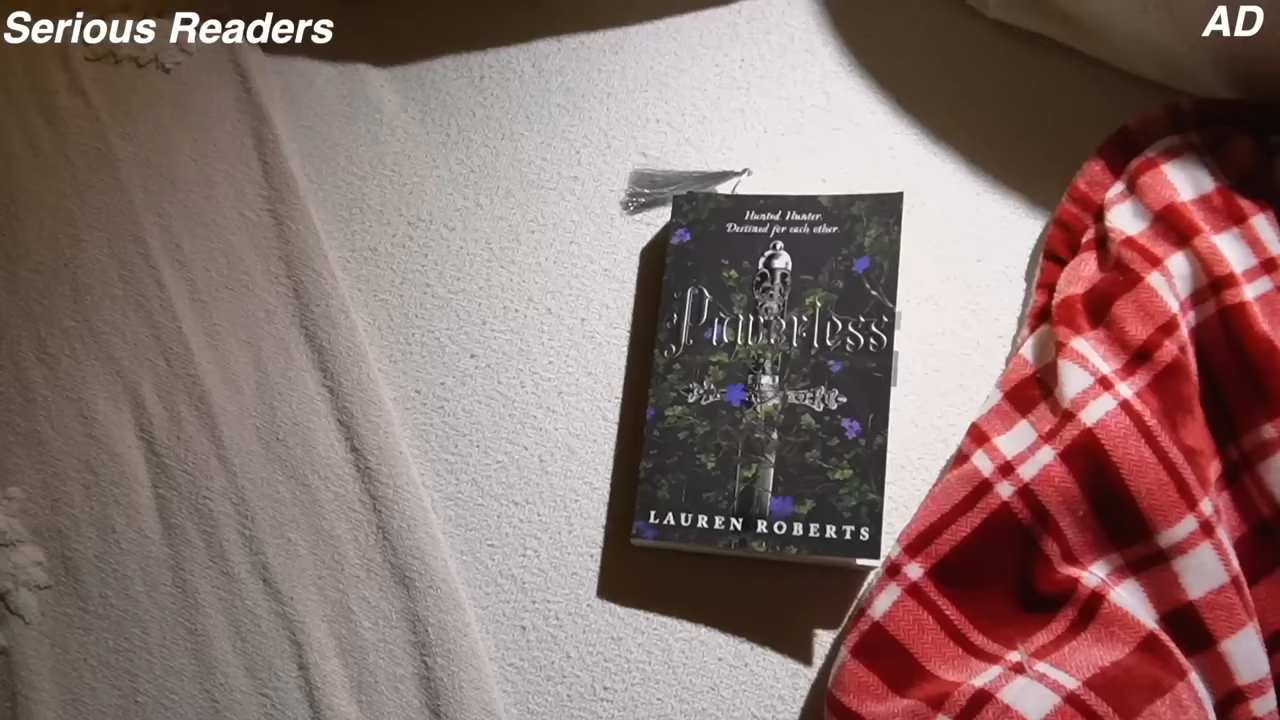 Serious Readers
AD
Hunted. Hunter.
Destined for each other.
Powerless
LAUREN ROBERTS